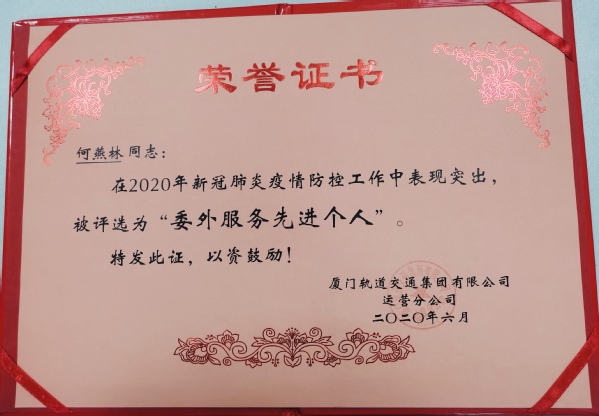 荣誉证书
何燕林同志：
在2020年新冠肺炎疫情防控工作中表现突出，
被评选为“委外服务先进个人”。
特发此证，以资鼓励！
厦门轨道交通集团有限公司
运营分公司
二〇二〇年六月